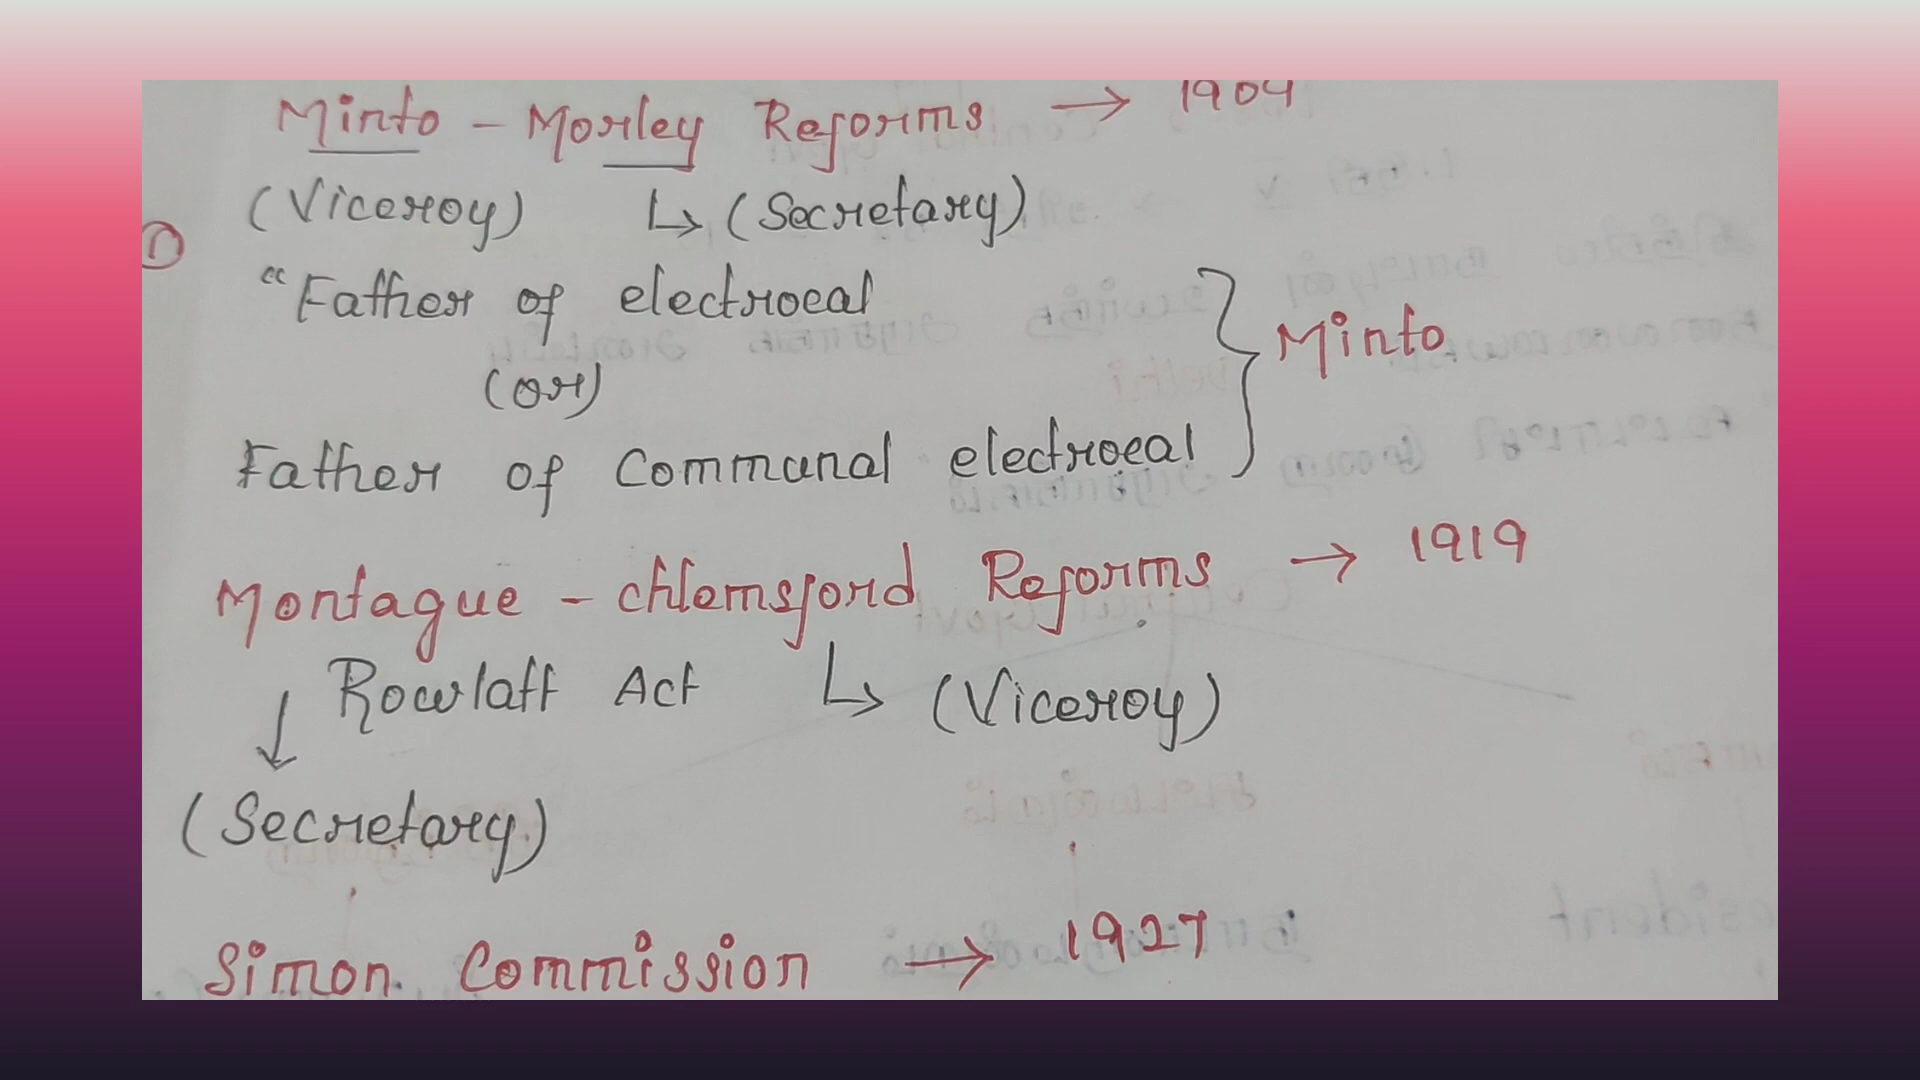 Minto - Morley Reforms → 1909
(Viceroy) ↳ (Secretary)
"Father of electroeal
(or)
Father of Communal electroeal } Minto
Montague - chlemsford Reforms → 1919
↓ Rowlatt Act ↳ (Viceroy)
(Secretary)
Simon Commission → 1927